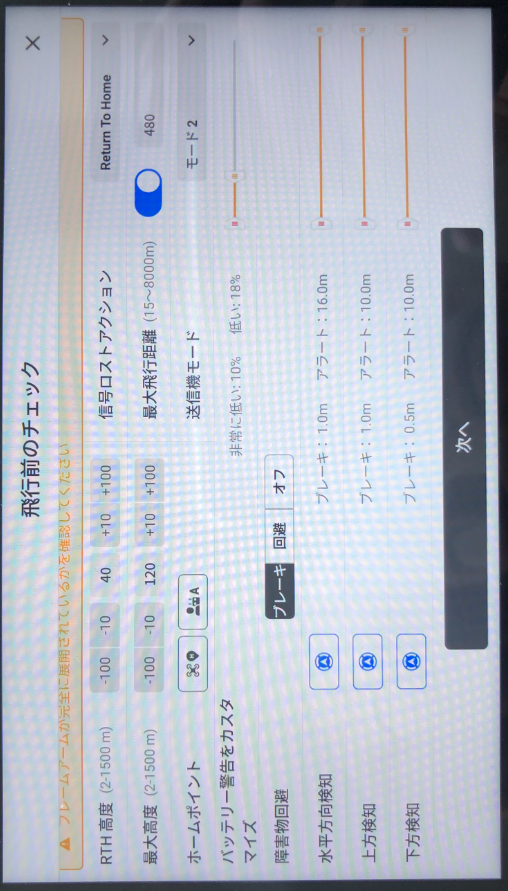 飛行前のチェック
フレームアームが完全に展開されているかを確認してください
RTH 高度 (2-1500 m) -100 -10 40 +10 +100 信号ロストアクション Return To Home
最大高度 (2-1500 m) -100 -10 120 +10 +100 最大飛行距離 (15～8000m) 480
ホームポイント H A 送信機モード モード 2
バッテリー警告をカスタ
マイズ 非常に低い: 10% 低い: 18%
障害物回避 ブレーキ 回避 オフ
水平方向検知 ブレーキ：1.0m アラート：16.0m
上方検知 ブレーキ：1.0m アラート：10.0m
下方検知 ブレーキ：0.5m アラート：10.0m
次へ